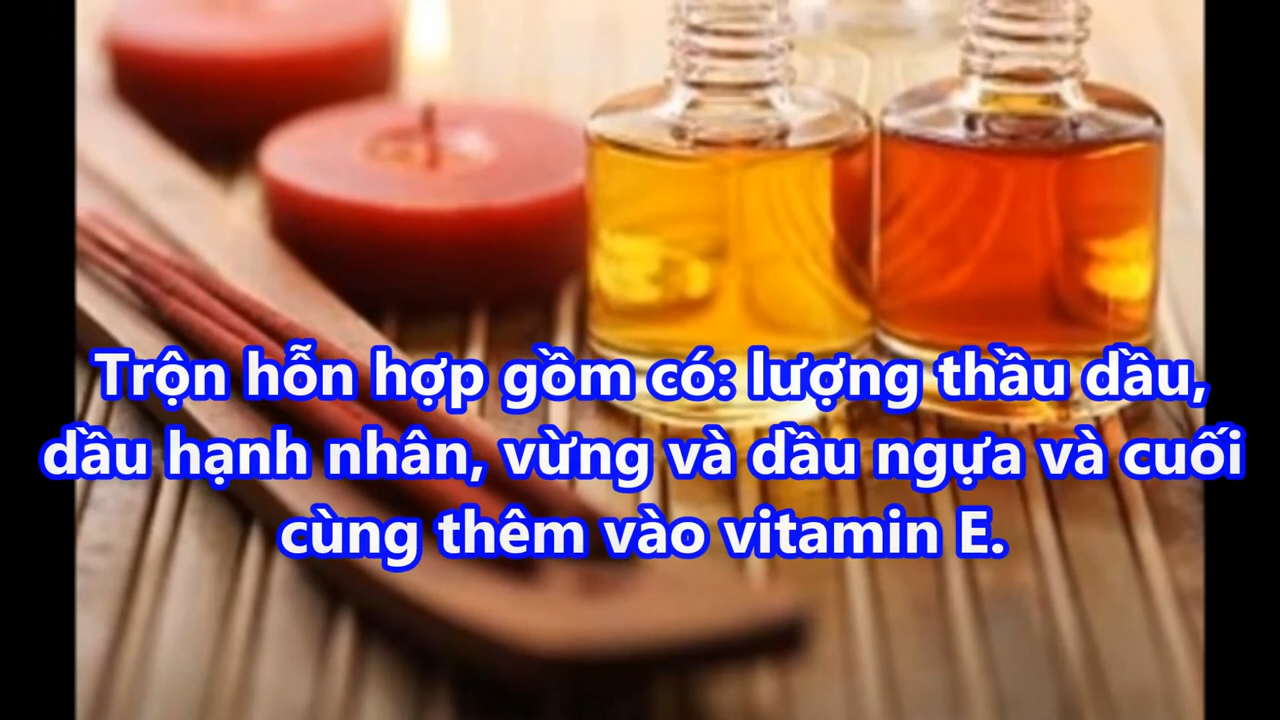 Trộn hỗn hợp gồm có: lượng thầu dầu,
dầu hạnh nhân, vừng và dầu ngựa và cuối
cùng thêm vào vitamin E.